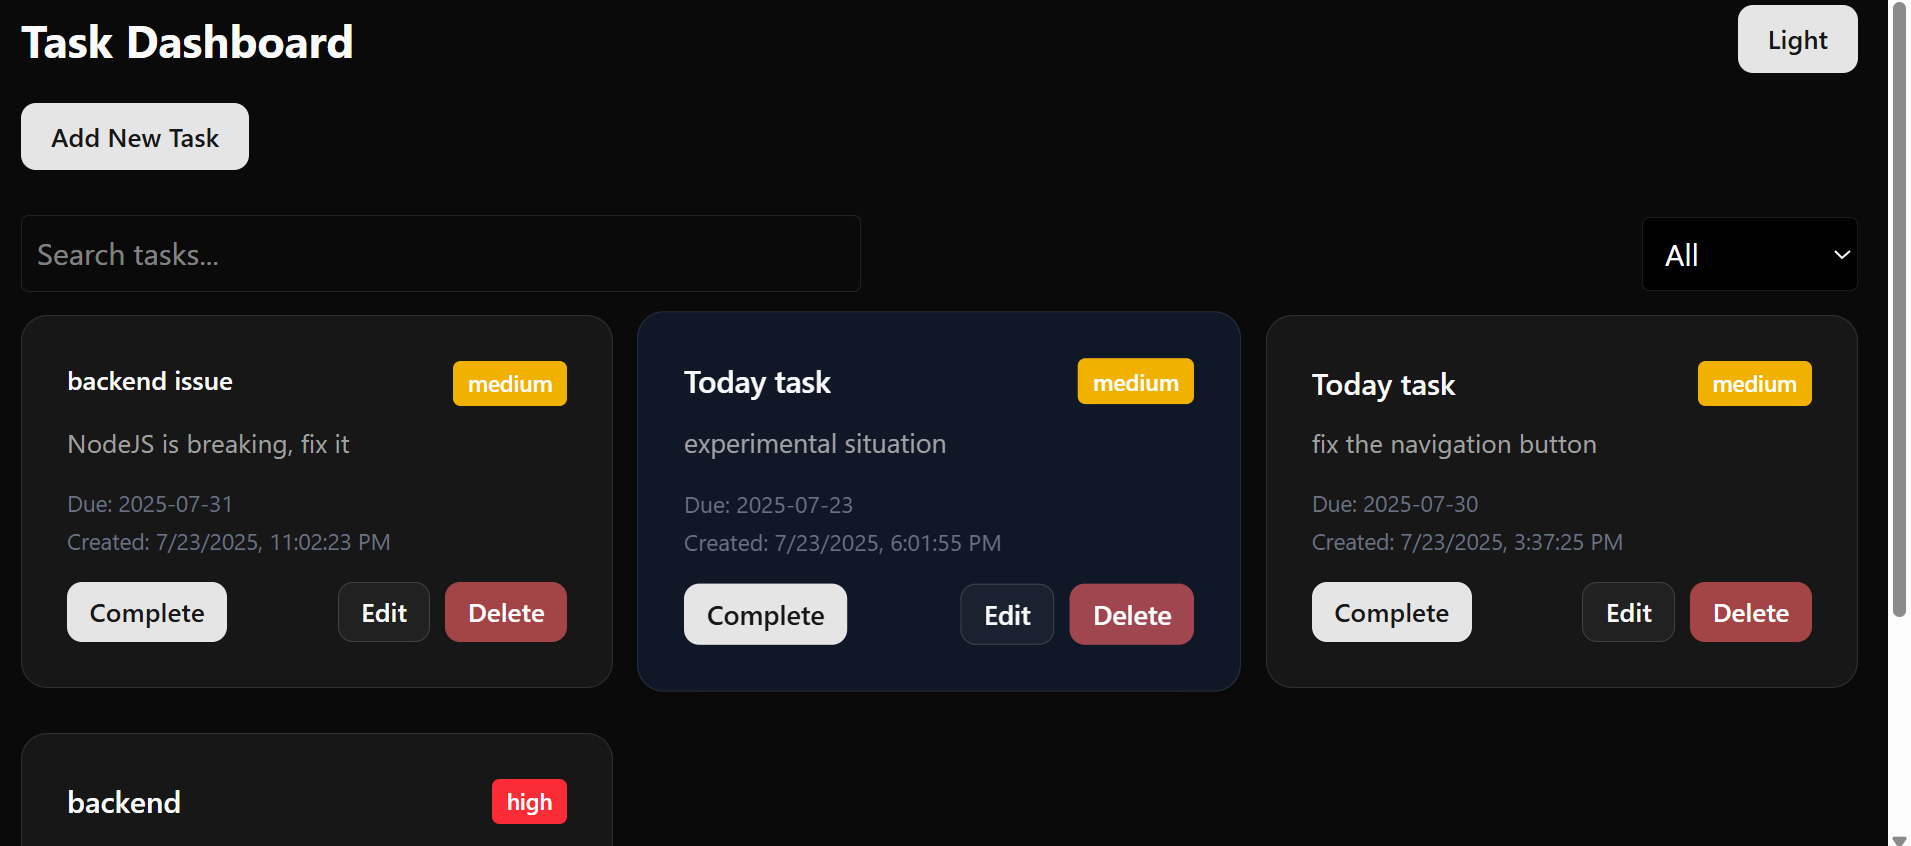 Task Dashboard
Light
Add New Task
Search tasks...
All
backend issue
medium
NodeJS is breaking, fix it
Due: 2025-07-31
Created: 7/23/2025, 11:02:23 PM
Complete
Edit
Delete
Today task
medium
experimental situation
Due: 2025-07-23
Created: 7/23/2025, 6:01:55 PM
Complete
Edit
Delete
Today task
medium
fix the navigation button
Due: 2025-07-30
Created: 7/23/2025, 3:37:25 PM
Complete
Edit
Delete
backend
high